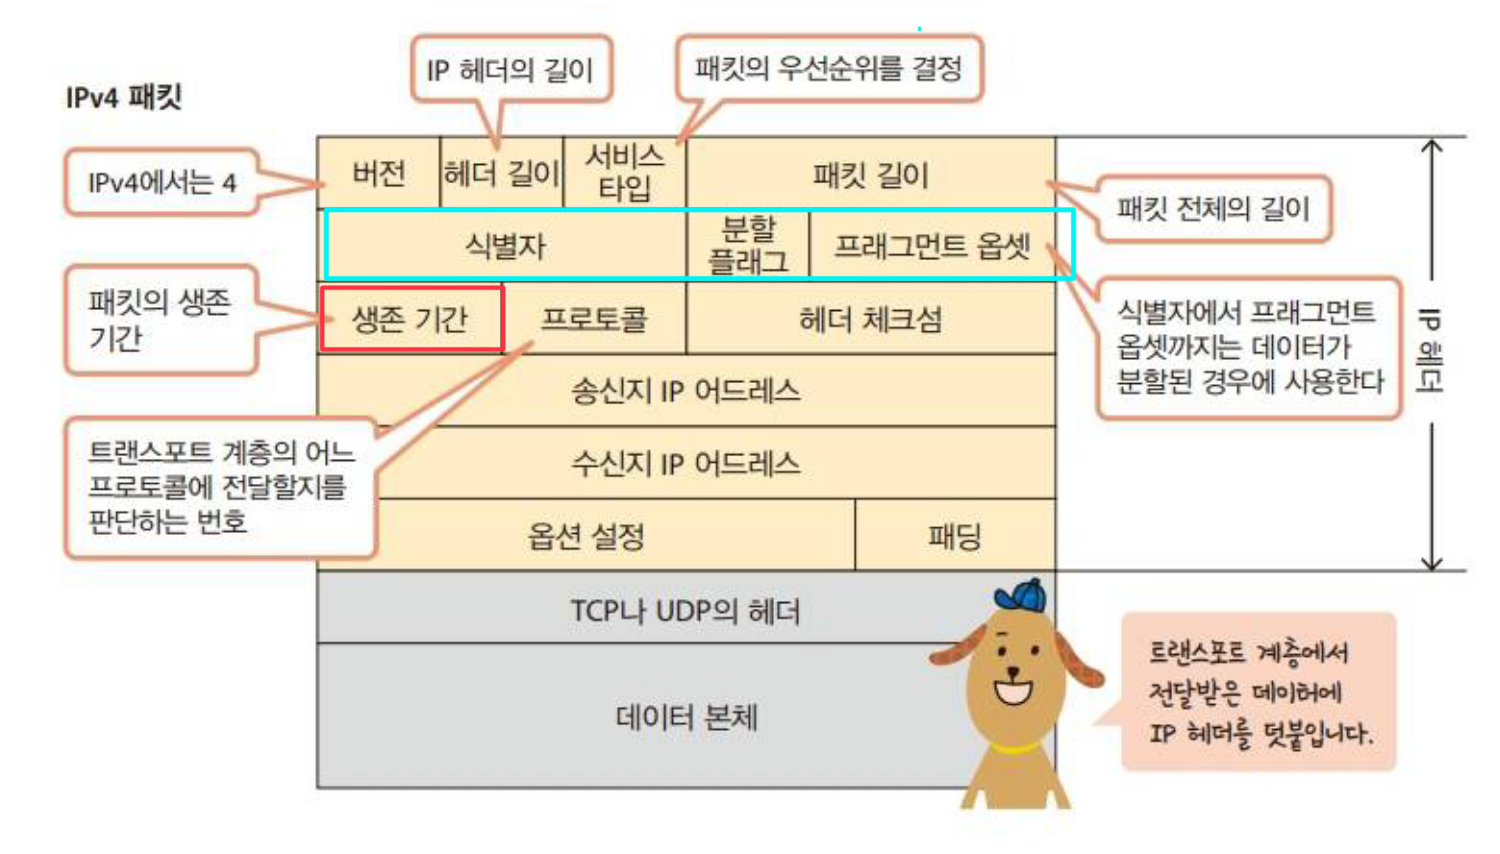 IPv4 패킷
IP 헤더의 길이
패킷의 우선순위를 결정
IPv4에서는 4
버전
헤더 길이
서비스
타입
패킷 길이
패킷 전체의 길이
식별자
분할
플래그
프래그먼트 옵셋
식별자에서 프래그먼트
옵셋까지는 데이터가
분할된 경우에 사용한다
패킷의 생존
기간
생존 기간
프로토콜
헤더 체크섬
IP 헤더
송신지 IP 어드레스
트랜스포트 계층의 어느
프로토콜에 전달할지를
판단하는 번호
수신지 IP 어드레스
옵션 설정
패딩
TCP나 UDP의 헤더
데이터 본체
트랜스포트 계층에서
전달받은 데이터에
IP 헤더를 덧붙입니다.